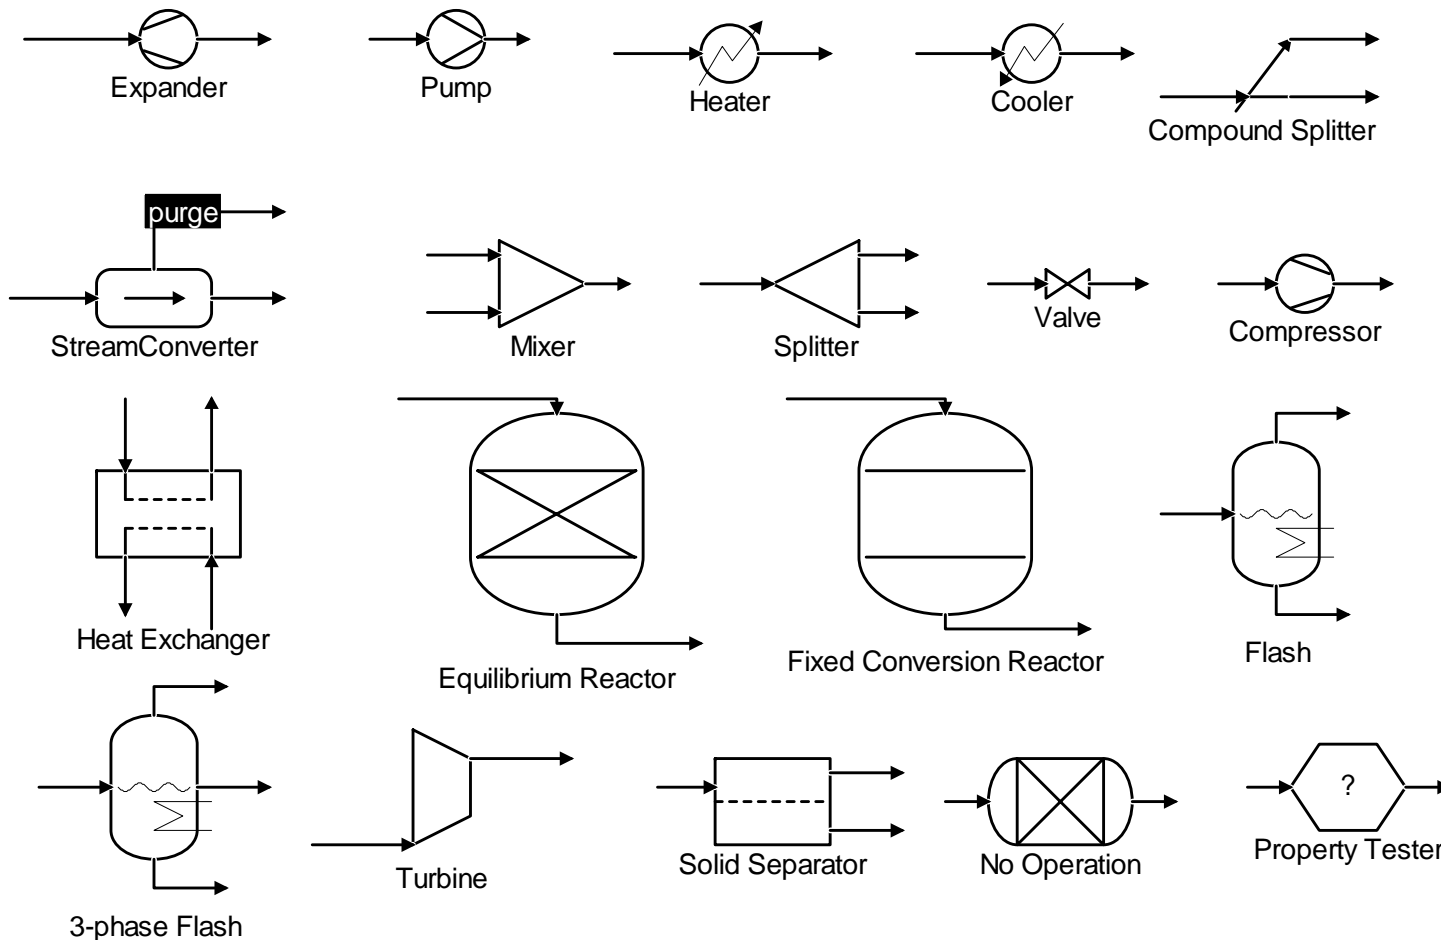 Expander
Pump
Heater
Cooler
Compound Splitter
purge
StreamConverter
Mixer
Splitter
Valve
Compressor
Heat Exchanger
Equilibrium Reactor
Fixed Conversion Reactor
Flash
3-phase Flash
Turbine
Solid Separator
No Operation
?
Property Tester